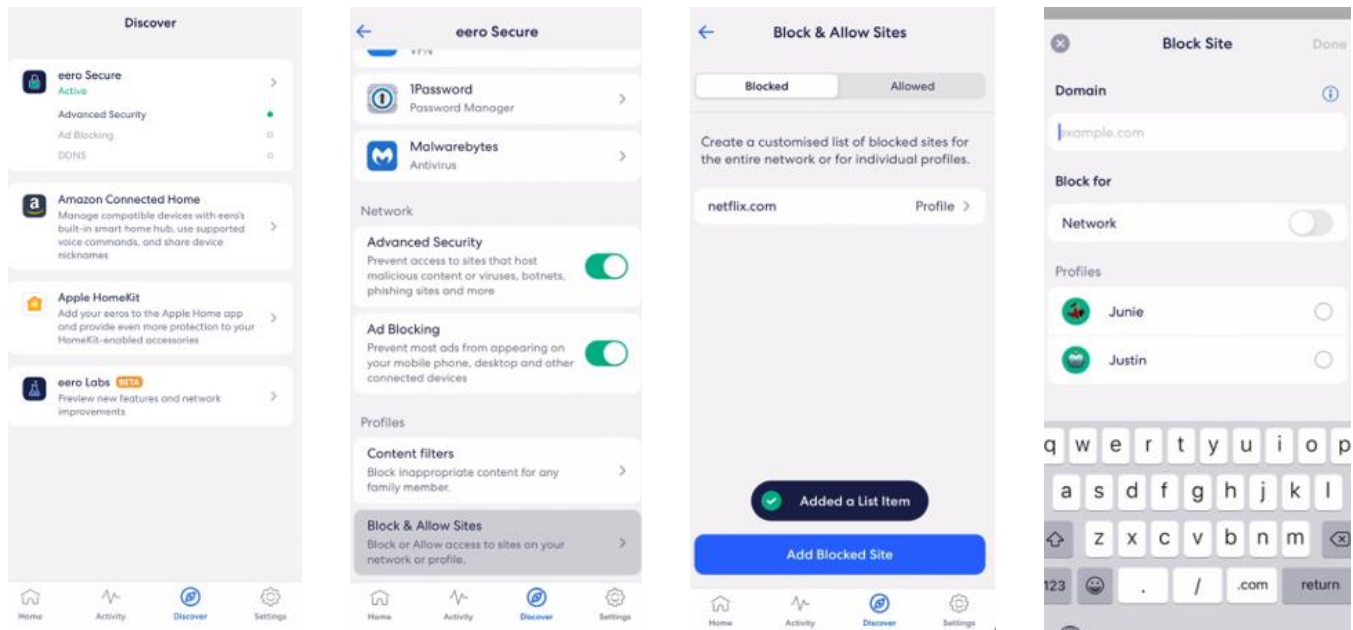 Discover
eero Secure
Active
Advanced Security
Ad Blocking
DDNS
Amazon Connected Home
Manage compatible devices with eero's
built-in smart home hub, use supported
voice commands, and share device
nicknames
Apple HomeKit
Add your eeros to the Apple Home app
and provide even more protection to your
HomeKit-enabled accessories
eero Labs BETA
Preview new features and network
improvements
Home Activity Discover Settings
eero Secure
VPN
1Password
Password Manager
Malwarebytes
Antivirus
Network
Advanced Security
Prevent access to sites that host
malicious content or viruses, botnets,
phishing sites and more
Ad Blocking
Prevent most ads from appearing on
your mobile phone, desktop and other
connected devices
Profiles
Content filters
Block inappropriate content for any
family member.
Block & Allow Sites
Block or Allow access to sites on your
network or profile.
Home Activity Discover Settings
Block & Allow Sites
Blocked Allowed
Create a customised list of blocked sites for
the entire network or for individual profiles.
netflix.com Profile
Added a List Item
Add Blocked Site
Home Activity Discover Settings
Block Site Done
Domain
example.com
Block for
Network
Profiles
Junie
Justin
q w e r t y u i o p
a s d f g h j k l
z x c v b n m
123 . / .com return